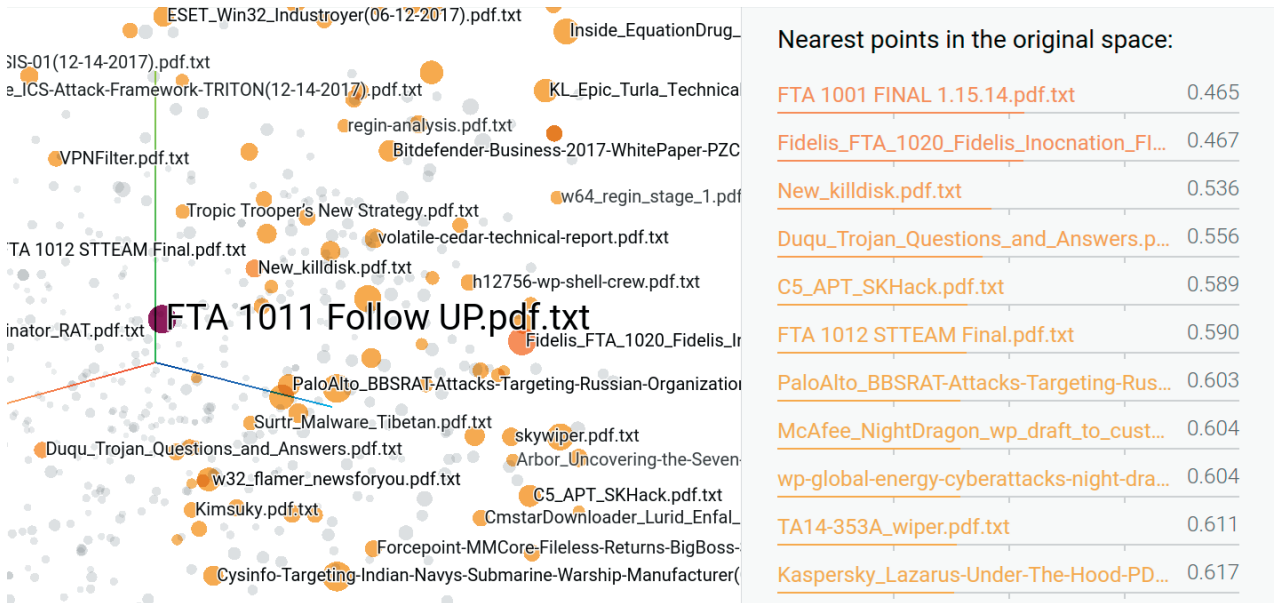 ESET_Win32_Industroyer(06-12-2017).pdf.txt
Inside_EquationDrug_
SIS-01(12-14-2017).pdf.txt
e_ICS-Attack-Framework-TRITON(12-14-2017).pdf.txt
KL_Epic_Turla_Technica
regin-analysis.pdf.txt
Bitdefender-Business-2017-WhitePaper-PZC
VPNFilter.pdf.txt
w64_regin_stage_1.pdf
Tropic Trooper's New Strategy.pdf.txt
volatile-cedar-technical-report.pdf.txt
TA 1012 STTEAM Final.pdf.txt
New_killdisk.pdf.txt
h12756-wp-shell-crew.pdf.txt
FTA 1011 Follow UP.pdf.txt
inator_RAT.pdf.txt
Fidelis_FTA_1020_Fidelis_In
PaloAlto_BBSRAT-Attacks-Targeting-Russian-Organization
Surtr_Malware_Tibetan.pdf.txt
skywiper.pdf.txt
Duqu_Trojan_Questions_and_Answers.pdf.txt
Arbor_Uncovering-the-Seven-
w32_flamer_newsforyou.pdf.txt
C5_APT_SKHack.pdf.txt
Kimsuky.pdf.txt
CmstarDownloader_Lurid_Enfal_
Forcepoint-MMCore-Fileless-Returns-BigBoss-
Cysinfo-Targeting-Indian-Navys-Submarine-Warship-Manufacturer(
Nearest points in the original space:
FTA 1001 FINAL 1.15.14.pdf.txt 0.465
Fidelis_FTA_1020_Fidelis_Inocnation_FI... 0.467
New_killdisk.pdf.txt 0.536
Duqu_Trojan_Questions_and_Answers.p... 0.556
C5_APT_SKHack.pdf.txt 0.589
FTA 1012 STTEAM Final.pdf.txt 0.590
PaloAlto_BBSRAT-Attacks-Targeting-Rus... 0.603
McAfee_NightDragon_wp_draft_to_cust... 0.604
wp-global-energy-cyberattacks-night-dra... 0.604
TA14-353A_wiper.pdf.txt 0.611
Kaspersky_Lazarus-Under-The-Hood-PD... 0.617